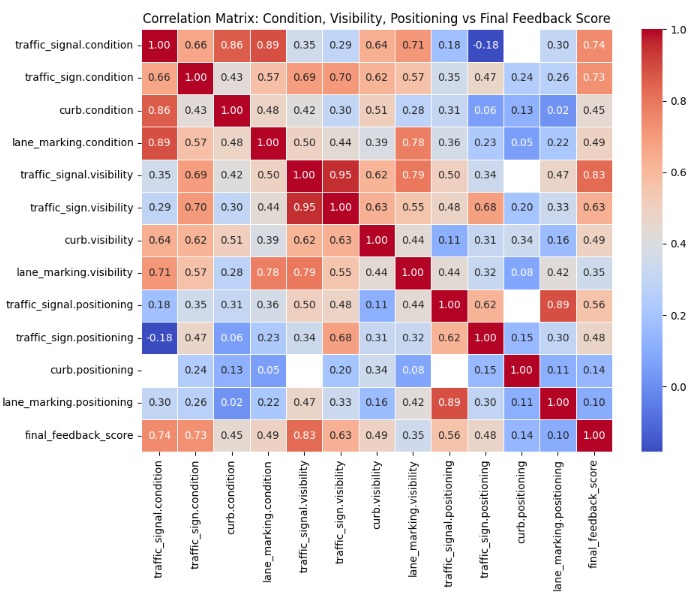 Correlation Matrix: Condition, Visibility, Positioning vs Final Feedback Score
traffic_signal.condition 1.00 0.66 0.86 0.89 0.35 0.29 0.64 0.71 0.18 -0.18 0.30 0.74
traffic_sign.condition 0.66 1.00 0.43 0.57 0.69 0.70 0.62 0.57 0.35 0.47 0.24 0.26 0.73
curb.condition 0.86 0.43 1.00 0.48 0.42 0.30 0.51 0.28 0.31 0.06 0.13 0.02 0.45
lane_marking.condition 0.89 0.57 0.48 1.00 0.50 0.44 0.39 0.78 0.36 0.23 0.05 0.22 0.49
traffic_signal.visibility 0.35 0.69 0.42 0.50 1.00 0.95 0.62 0.79 0.50 0.34 0.47 0.83
traffic_sign.visibility 0.29 0.70 0.30 0.44 0.95 1.00 0.63 0.55 0.48 0.68 0.20 0.33 0.63
curb.visibility 0.64 0.62 0.51 0.39 0.62 0.63 1.00 0.44 0.11 0.31 0.34 0.16 0.49
lane_marking.visibility 0.71 0.57 0.28 0.78 0.79 0.55 0.44 1.00 0.44 0.32 0.08 0.42 0.35
traffic_signal.positioning 0.18 0.35 0.31 0.36 0.50 0.48 0.11 0.44 1.00 0.62 0.89 0.56
traffic_sign.positioning -0.18 0.47 0.06 0.23 0.34 0.68 0.31 0.32 0.62 1.00 0.15 0.30 0.48
curb.positioning 0.24 0.13 0.05 0.20 0.34 0.08 0.15 1.00 0.11 0.14
lane_marking.positioning 0.30 0.26 0.02 0.22 0.47 0.33 0.16 0.42 0.89 0.30 0.11 1.00 0.10
final_feedback_score 0.74 0.73 0.45 0.49 0.83 0.63 0.49 0.35 0.56 0.48 0.14 0.10 1.00
traffic_signal.condition
traffic_sign.condition
curb.condition
lane_marking.condition
traffic_signal.visibility
traffic_sign.visibility
curb.visibility
lane_marking.visibility
traffic_signal.positioning
traffic_sign.positioning
curb.positioning
lane_marking.positioning
final_feedback_score
1.0
0.8
0.6
0.4
0.2
0.0